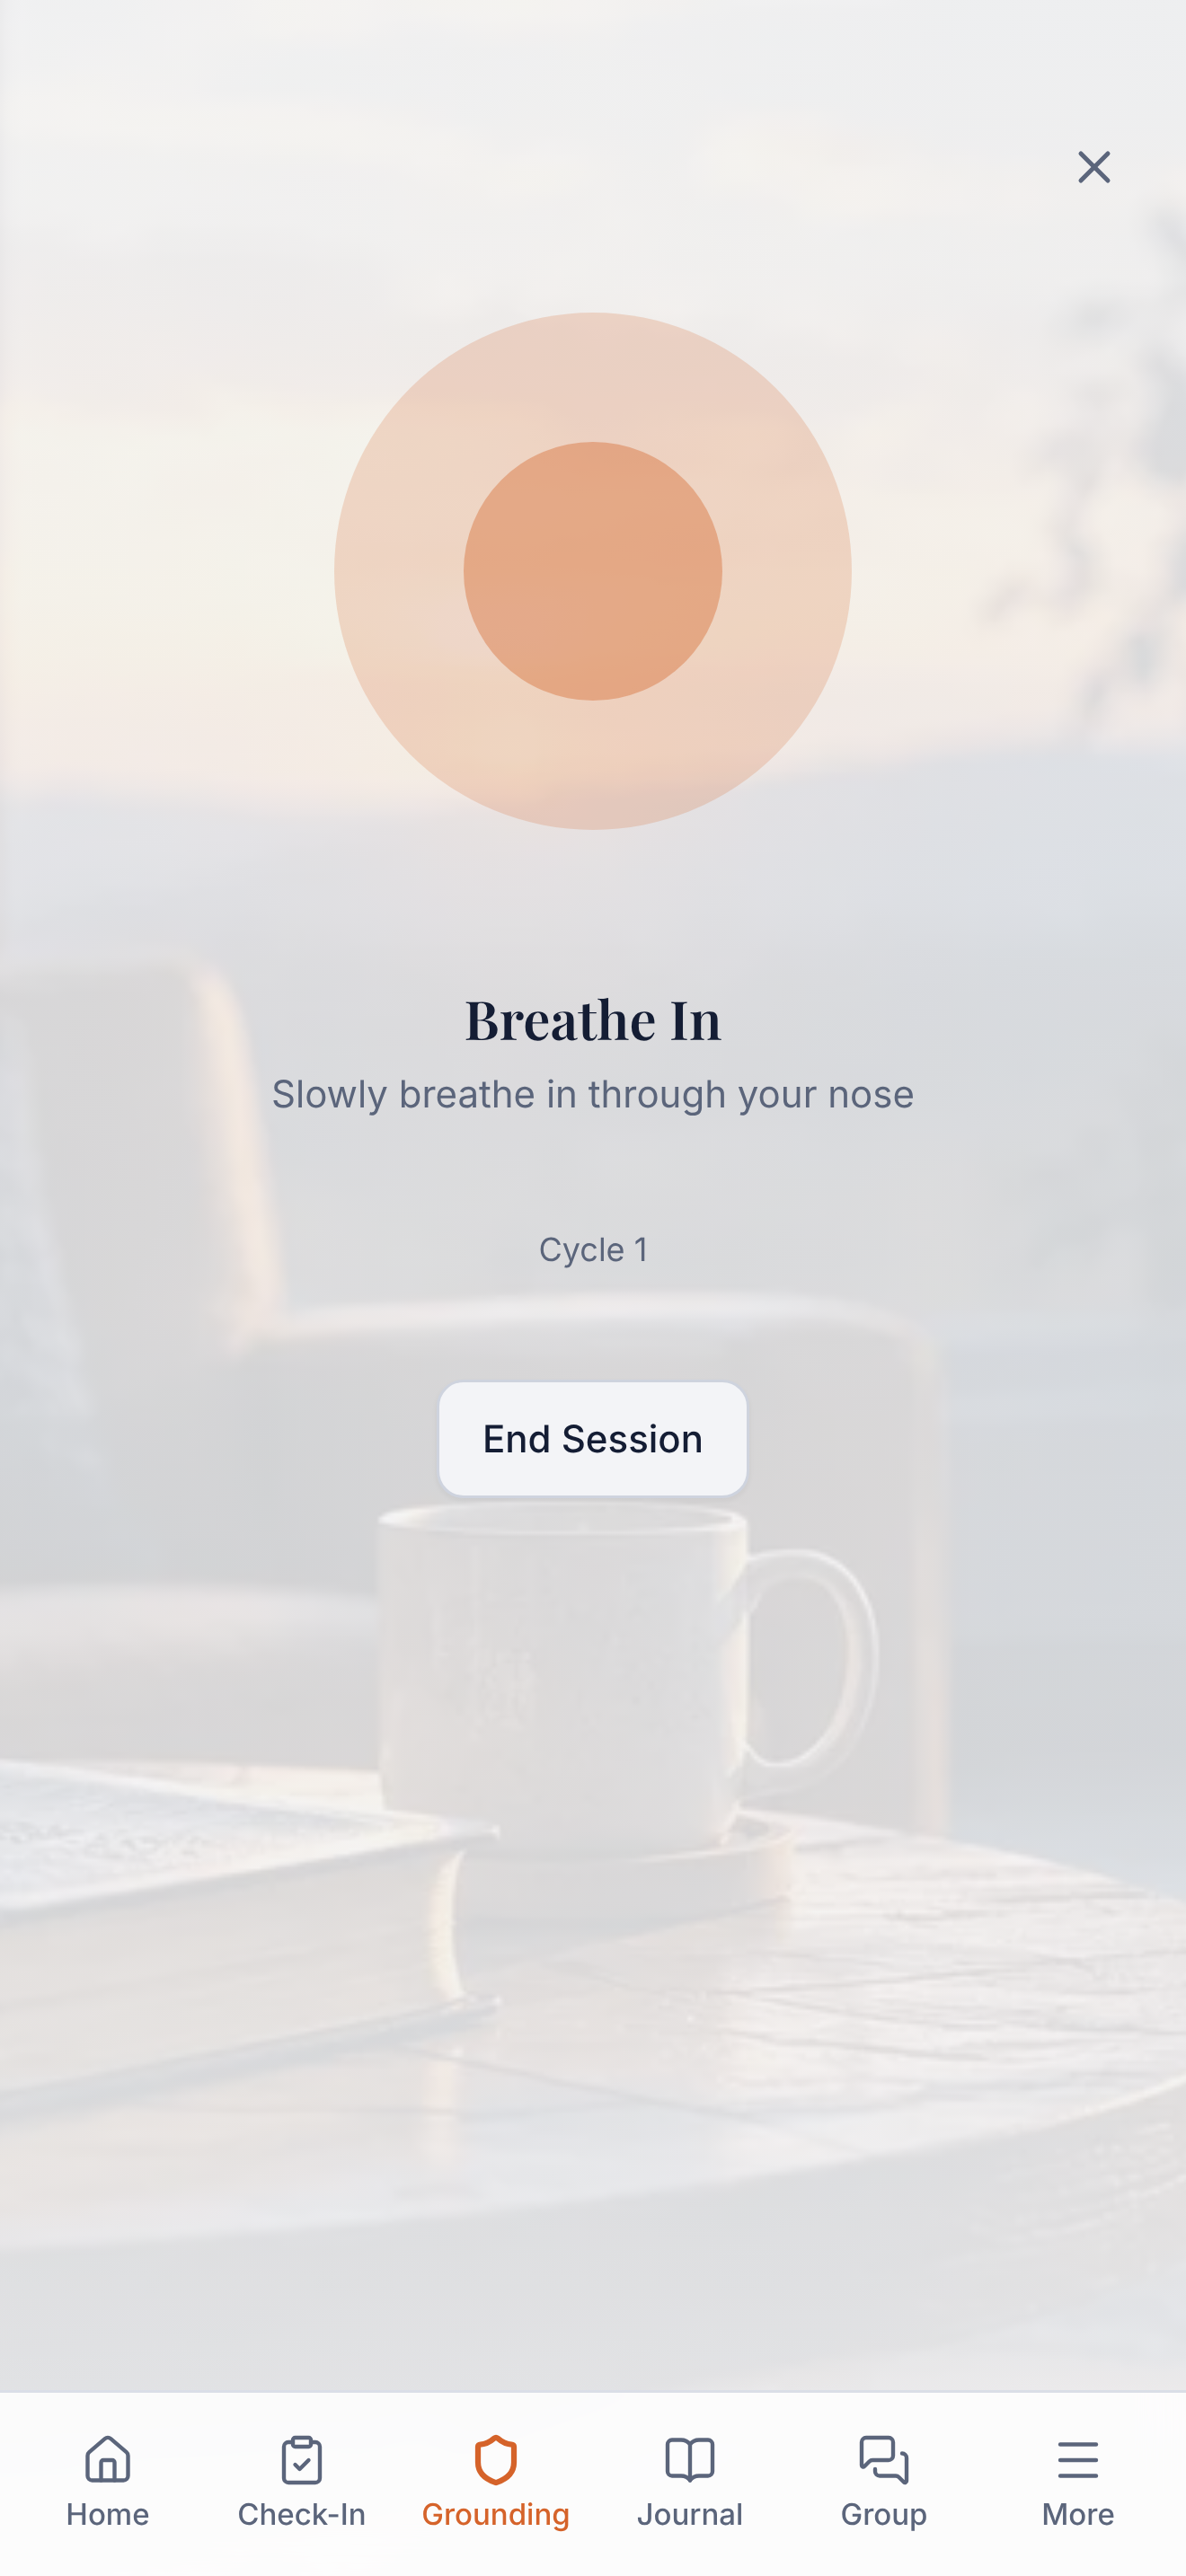 Breathe In
Slowly breathe in through your nose
Cycle 1
End Session
Home Check-In Grounding Journal Group More